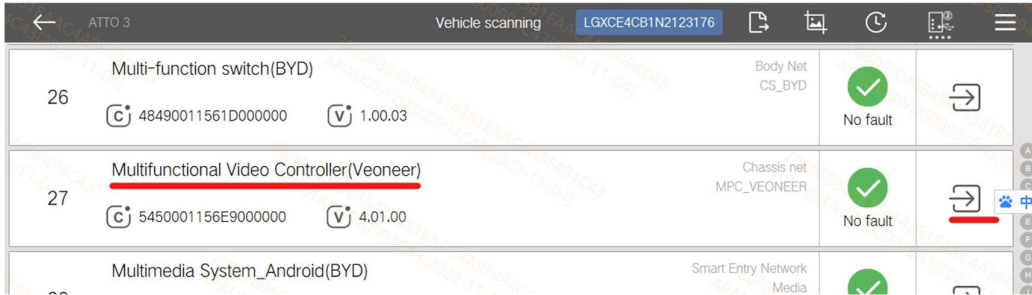 ATTO 3
Vehicle scanning
LGXCE4CB1N2123176
2
26
Multi-function switch(BYD)
C 48490011561D000000
V 1.00.03
Body Net
CS_BYD
No fault
27
Multifunctional Video Controller(Veoneer)
C 5450001156E9000000
V 4.01.00
Chassis net
MPC_VEONEER
No fault
中
A
B
E
F
G
H
Multimedia System_Android(BYD)
Smart Entry Network
Media